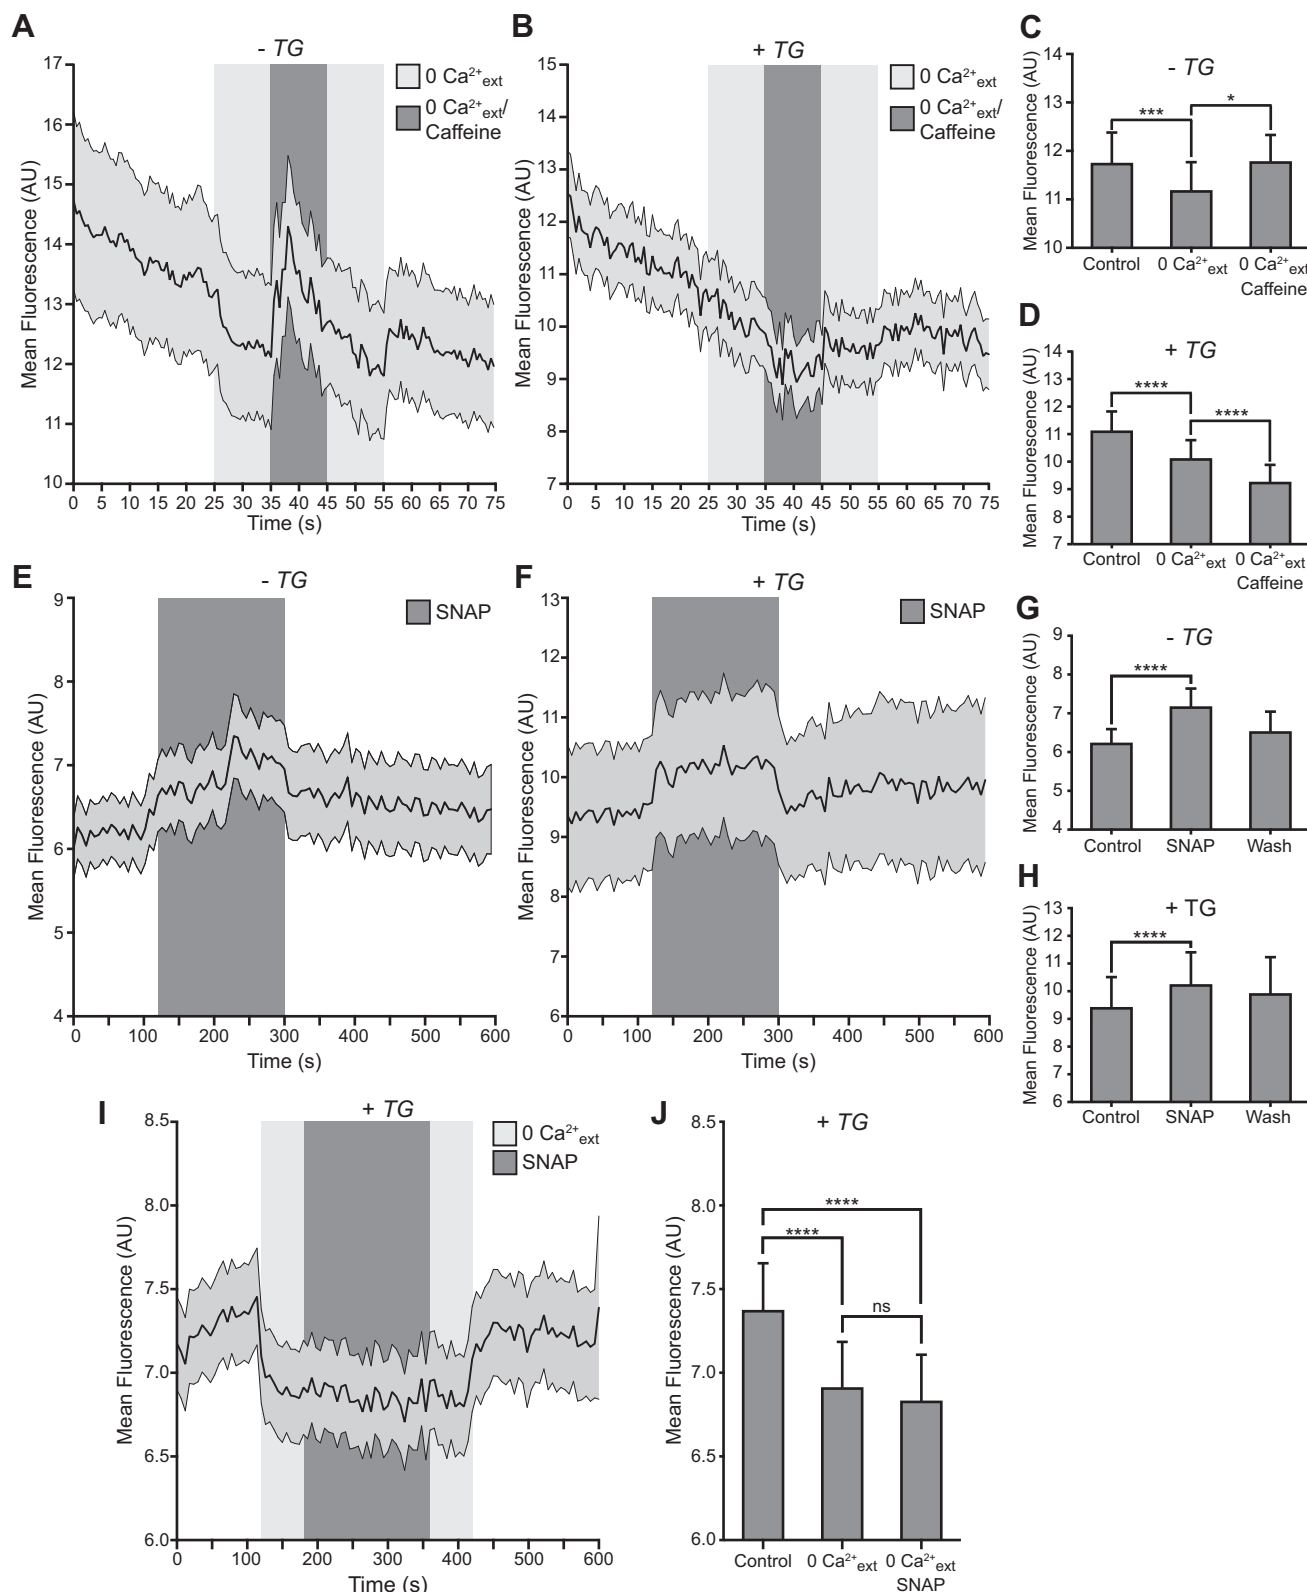 A
- TG
0 Ca²⁺ext
0 Ca²⁺ext/
Caffeine
Mean Fluorescence (AU)
17
16
15
14
13
12
11
10
0 5 10 15 20 25 30 35 40 45 50 55 60 65 70 75
Time (s)
B
+ TG
0 Ca²⁺ext
0 Ca²⁺ext/
Caffeine
Mean Fluorescence (AU)
15
14
13
12
11
10
9
8
7
0 5 10 15 20 25 30 35 40 45 50 55 60 65 70 75
Time (s)
C
- TG
*** *
Mean Fluorescence (AU)
14
13
12
11
10
Control 0 Ca²⁺ext 0 Ca²⁺ext
Caffeine
D
+ TG
**** ****
Mean Fluorescence (AU)
14
13
12
11
10
9
8
7
Control 0 Ca²⁺ext 0 Ca²⁺ext
Caffeine
E
- TG
SNAP
Mean Fluorescence (AU)
9
8
7
6
5
4
0 100 200 300 400 500 600
Time (s)
F
+ TG
SNAP
Mean Fluorescence (AU)
13
12
11
10
9
8
7
6
0 100 200 300 400 500 600
Time (s)
G
- TG
****
Mean Fluorescence (AU)
9
8
7
6
5
4
Control SNAP Wash
H
+ TG
****
Mean Fluorescence (AU)
13
12
11
10
9
8
7
6
Control SNAP Wash
I
+ TG
0 Ca²⁺ext
SNAP
Mean Fluorescence (AU)
8.5
8.0
7.5
7.0
6.5
6.0
0 100 200 300 400 500 600
Time (s)
J
+ TG
****
****
ns
Mean Fluorescence (AU)
8.5
8.0
7.5
7.0
6.5
6.0
Control 0 Ca²⁺ext 0 Ca²⁺ext
SNAP